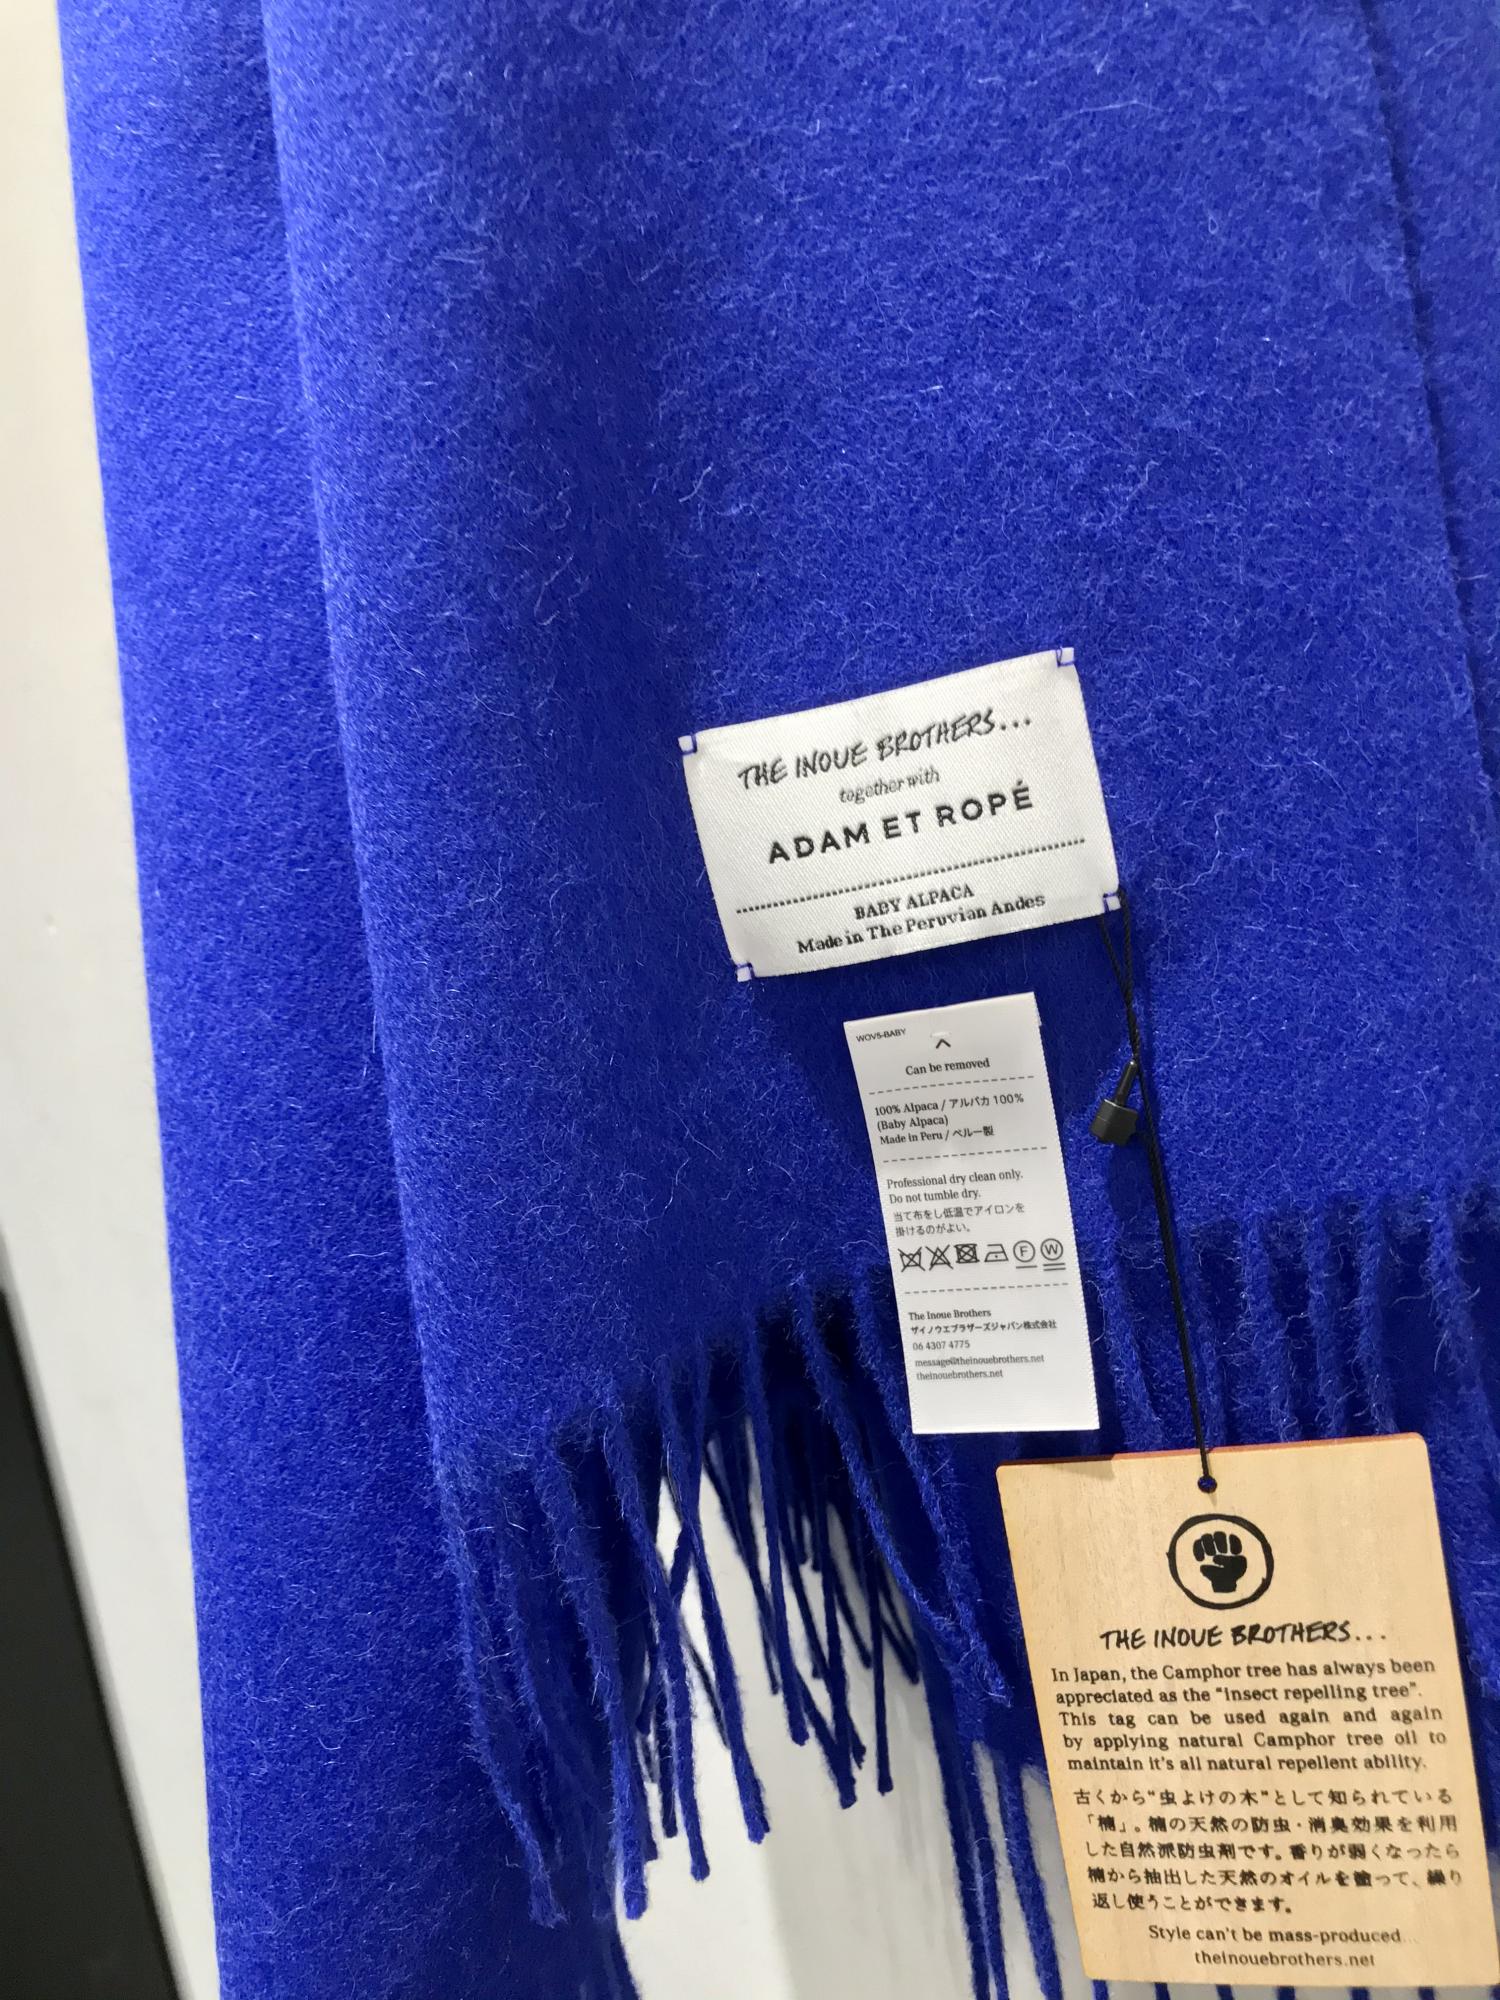 THE INOUE BROTHERS...
together with
ADAM ET ROPÉ
BABY ALPACA
Made in The Peruvian Andes
WOV5-BABY
Can be removed
100% Alpaca / アルパカ 100%
(Baby Alpaca)
Made in Peru / ペルー製
Professional dry clean only.
Do not tumble dry.
当て布をし低温でアイロンを
掛けるのがよい。
F W
The Inoue Brothers
ザイノウエブラザーズジャパン株式会社
06 4307 4775
message@theinouebrothers.net
theinouebrothers.net
THE INOUE BROTHERS...
In Japan, the Camphor tree has always been
appreciated as the “insect repelling tree”.
This tag can be used again and again
by applying natural Camphor tree oil to
maintain it's all natural repellent ability.
古くから“虫よけの木”として知られている
「楠」。楠の天然の防虫・消臭効果を利用
した自然派防虫剤です。香りが弱くなったら
楠から抽出した天然のオイルを塗って、繰り
返し使うことができます。
Style can't be mass-produced...
theinouebrothers.net